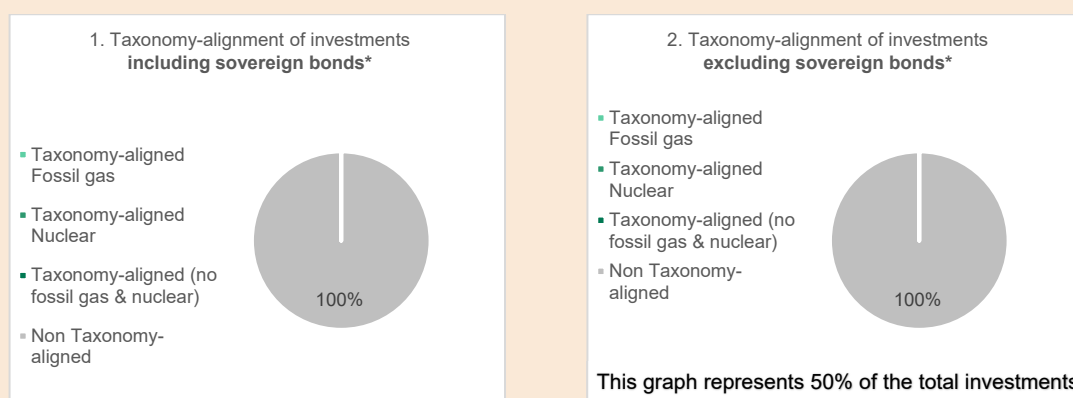 1. Taxonomy-alignment of investments
including sovereign bonds*
Taxonomy-aligned
Fossil gas
Taxonomy-aligned
Nuclear
Taxonomy-aligned (no
fossil gas & nuclear)
Non Taxonomy-
aligned
100%
2. Taxonomy-alignment of investments
excluding sovereign bonds*
Taxonomy-aligned
Fossil gas
Taxonomy-aligned
Nuclear
Taxonomy-aligned (no
fossil gas & nuclear)
Non Taxonomy-
aligned
100%
This graph represents 50% of the total investments